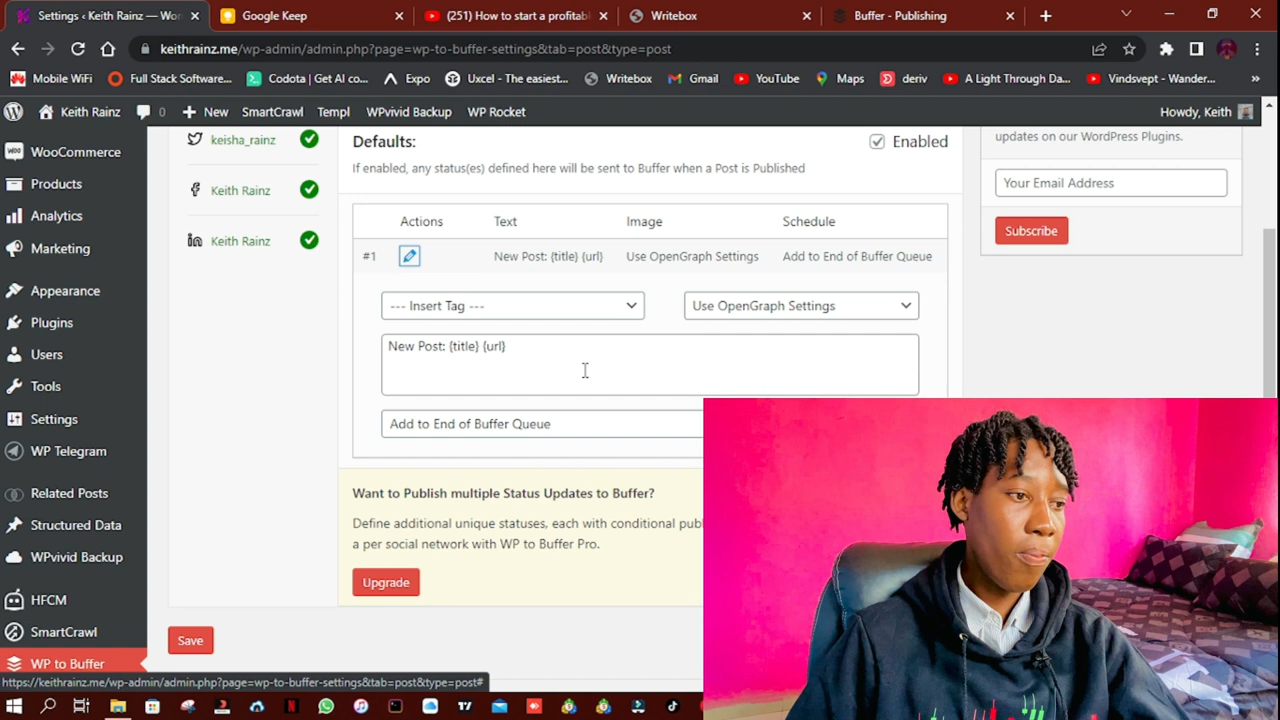 Settings ‹ Keith Rainz — Wor
Google Keep
(251) How to start a profitabl
Writebox
Buffer - Publishing
keithrainz.me/wp-admin/admin.php?page=wp-to-buffer-settings&tab=post&type=post
Mobile WiFi
Full Stack Software...
Codota | Get AI co...
Expo
Uxcel - The easiest...
Writebox
Gmail
YouTube
Maps
deriv
A Light Through Da...
Vindsvept - Wander...
»
Keith Rainz
0
New
SmartCrawl
Templ
WPvivid Backup
WP Rocket
Howdy, Keith
WooCommerce
Products
Analytics
Marketing
Appearance
Plugins
Users
Tools
Settings
WP Telegram
Related Posts
Structured Data
WPvivid Backup
HFCM
SmartCrawl
WP to Buffer
keisha_rainz
Keith Rainz
Keith Rainz
Defaults:
Enabled
If enabled, any status(es) defined here will be sent to Buffer when a Post is Published
Actions Text Image Schedule
#1 New Post: {title} {url} Use OpenGraph Settings Add to End of Buffer Queue
--- Insert Tag ---
Use OpenGraph Settings
New Post: {title} {url}
Add to End of Buffer Queue
Want to Publish multiple Status Updates to Buffer?
Define additional unique statuses, each with conditional publ
a per social network with WP to Buffer Pro.
Upgrade
Save
updates on our WordPress Plugins.
Your Email Address
Subscribe
https://keithrainz.me/wp-admin/admin.php?page=wp-to-buffer-settings&tab=post&type=post#